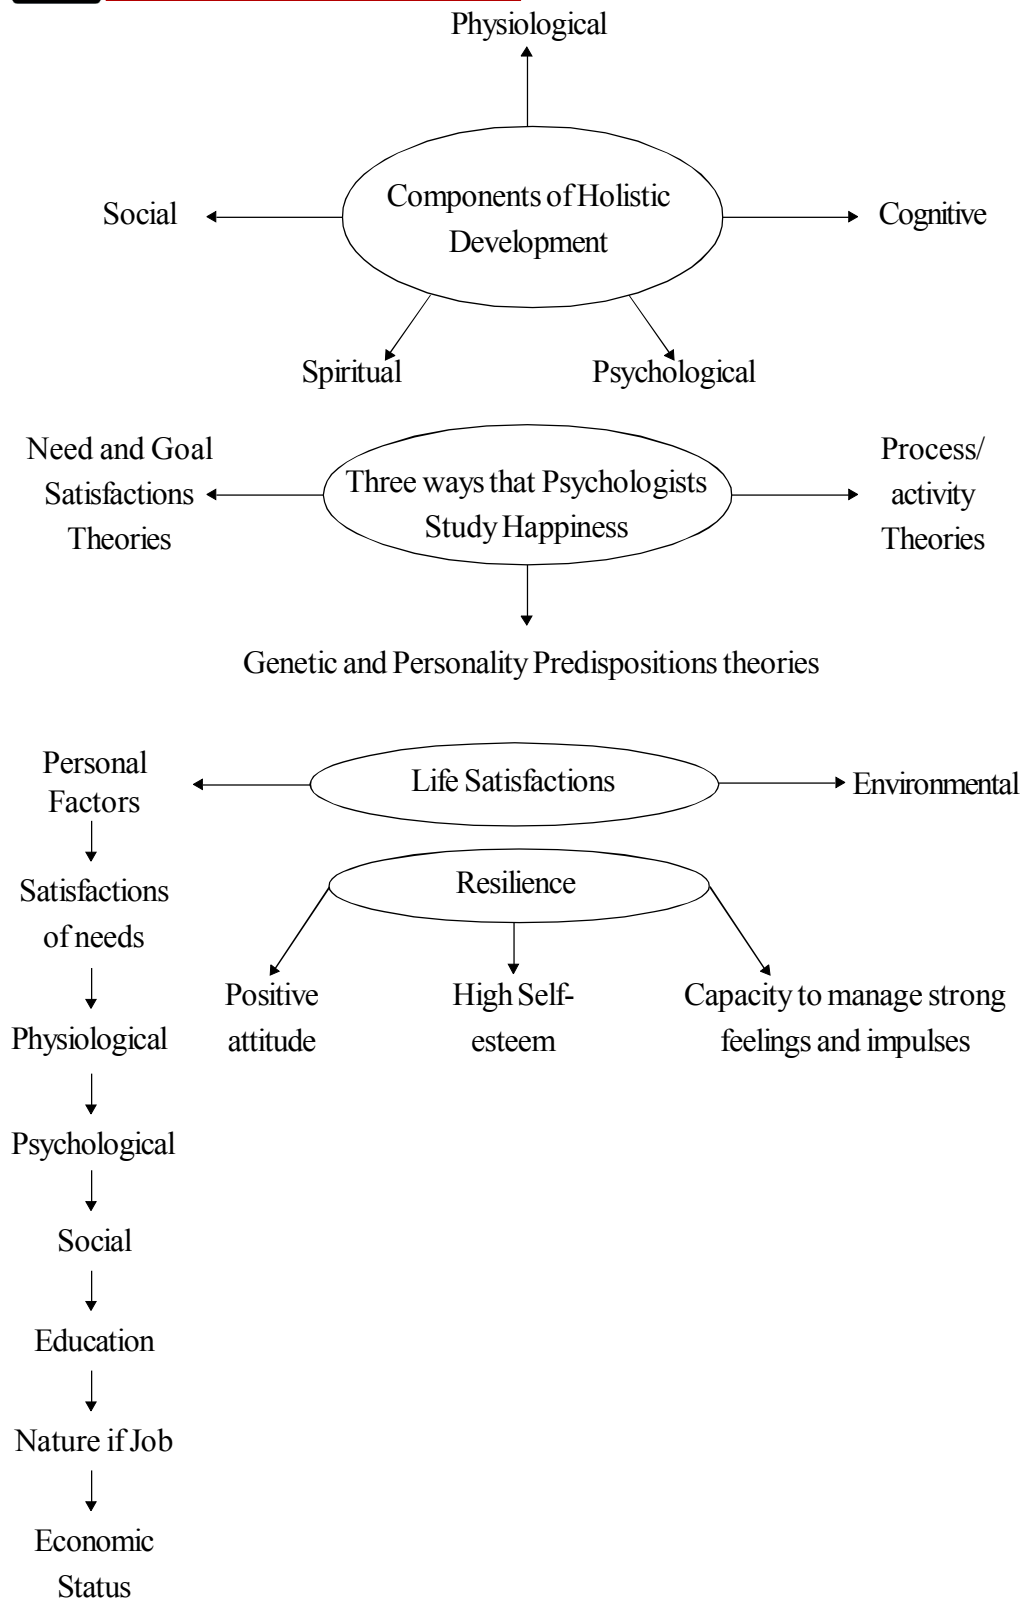 Physiological
Components of Holistic
Development
Social
Cognitive
Spiritual
Psychological
Need and Goal
Satisfactions
Theories
Three ways that Psychologists
Study Happiness
Process/
activity
Theories
Genetic and Personality Predispositions theories
Personal
Factors
Life Satisfactions
Environmental
Satisfactions
of needs
Resilience
Positive
attitude
High Self-
esteem
Capacity to manage strong
feelings and impulses
Physiological
Psychological
Social
Education
Nature if Job
Economic
Status